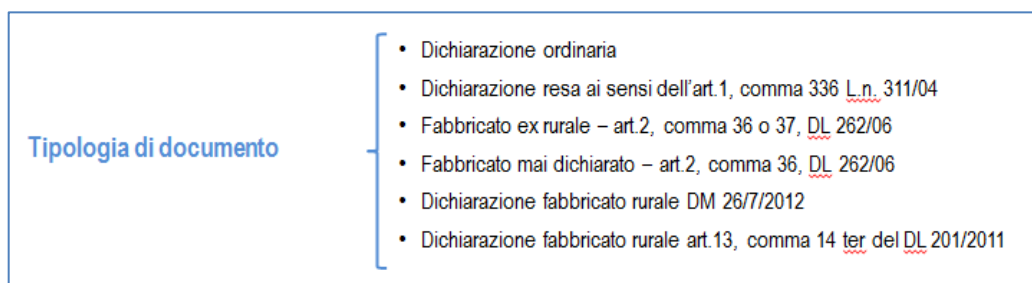 Tipologia di documento
• Dichiarazione ordinaria
• Dichiarazione resa ai sensi dell'art.1, comma 336 L.n. 311/04
• Fabbricato ex rurale – art.2, comma 36 o 37, DL 262/06
• Fabbricato mai dichiarato – art.2, comma 36, DL 262/06
• Dichiarazione fabbricato rurale DM 26/7/2012
• Dichiarazione fabbricato rurale art.13, comma 14 ter del DL 201/2011